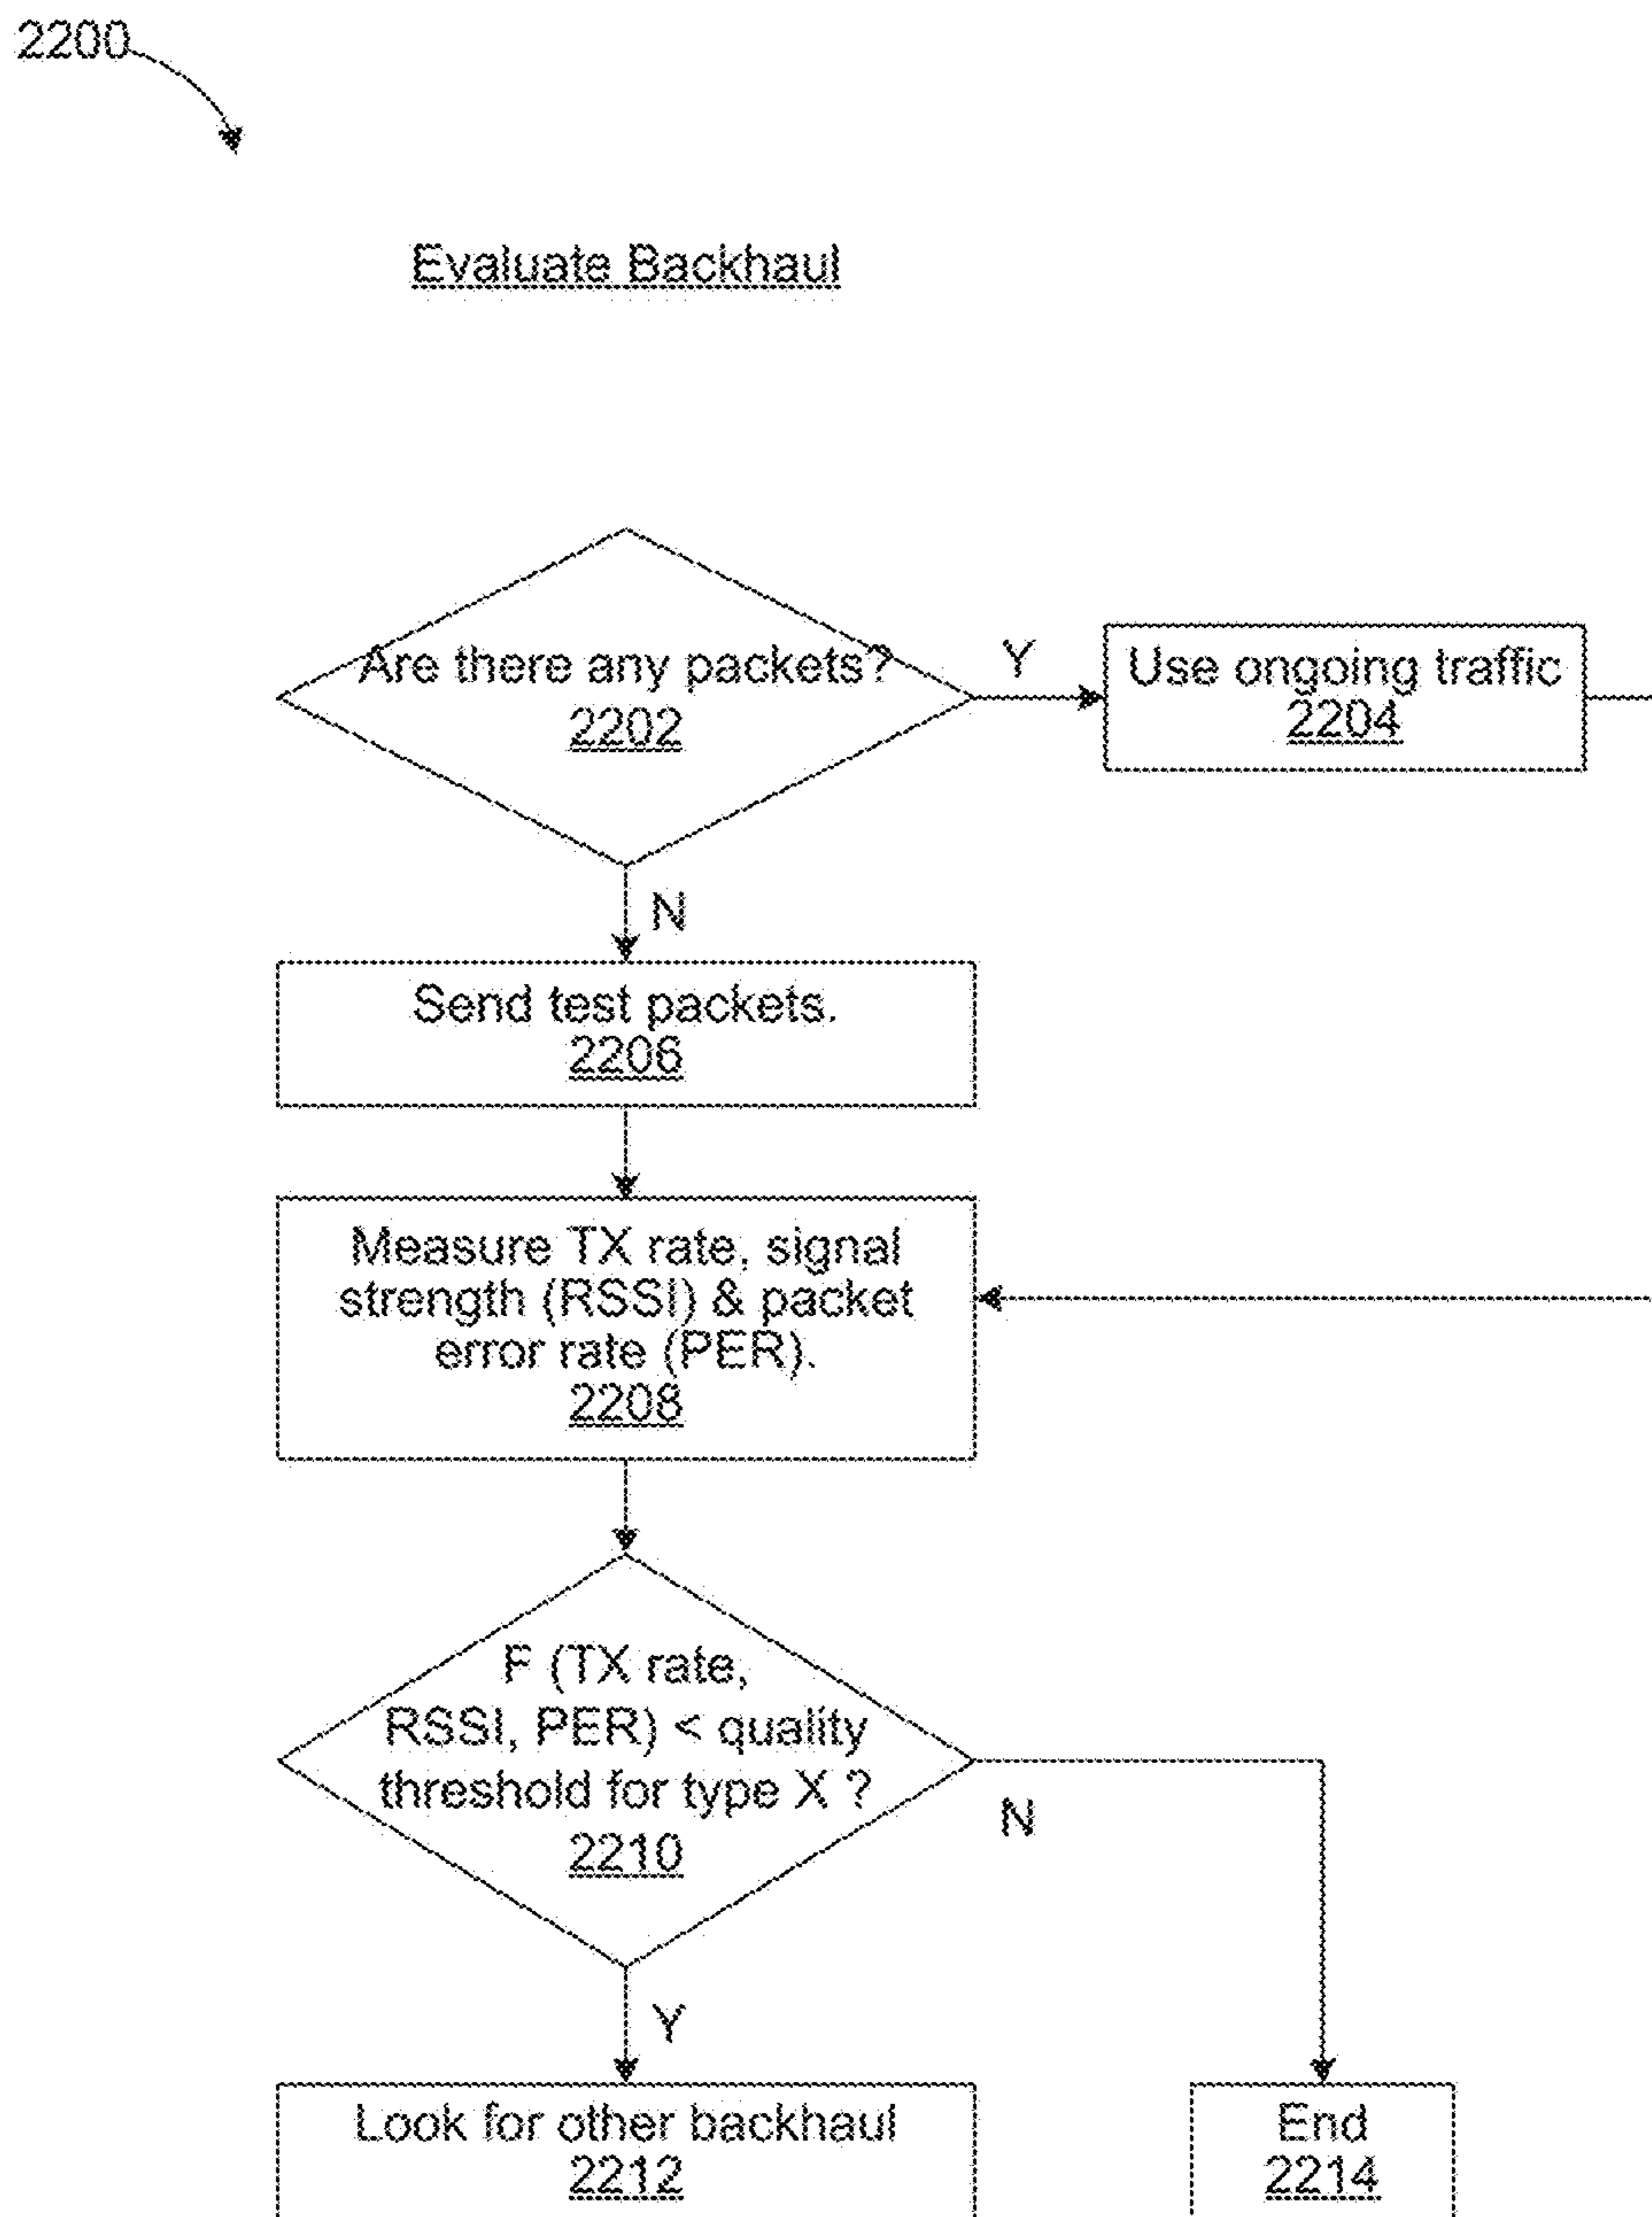 2200
Evaluate Backhaul
Are there any packets?
2202
Y
Use ongoing traffic
2204
N
Send test packets.
2206
Measure TX rate, signal
strength (RSSI) & packet
error rate (PER).
2208
F (TX rate,
RSSI, PER) < quality
threshold for type X ?
2210
N
Y
Look for other backhaul
2212
End
2214